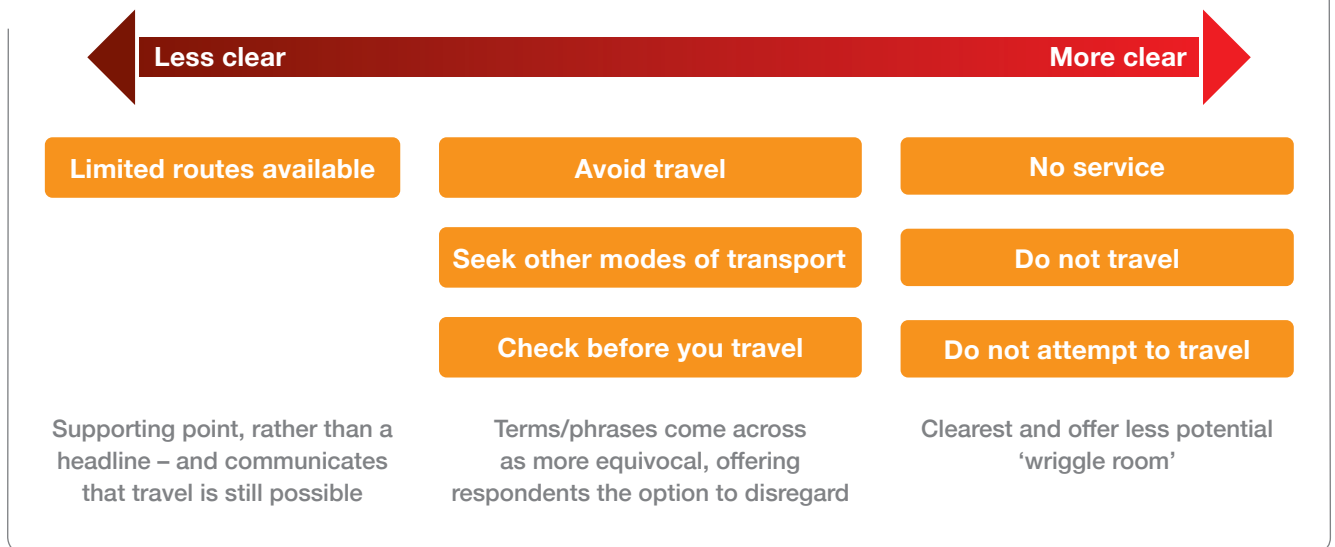 Less clear
More clear
Limited routes available
Avoid travel
No service
Seek other modes of transport
Do not travel
Check before you travel
Do not attempt to travel
Supporting point, rather than a
headline – and communicates
that travel is still possible
Terms/phrases come across
as more equivocal, offering
respondents the option to disregard
Clearest and offer less potential
‘wriggle room’